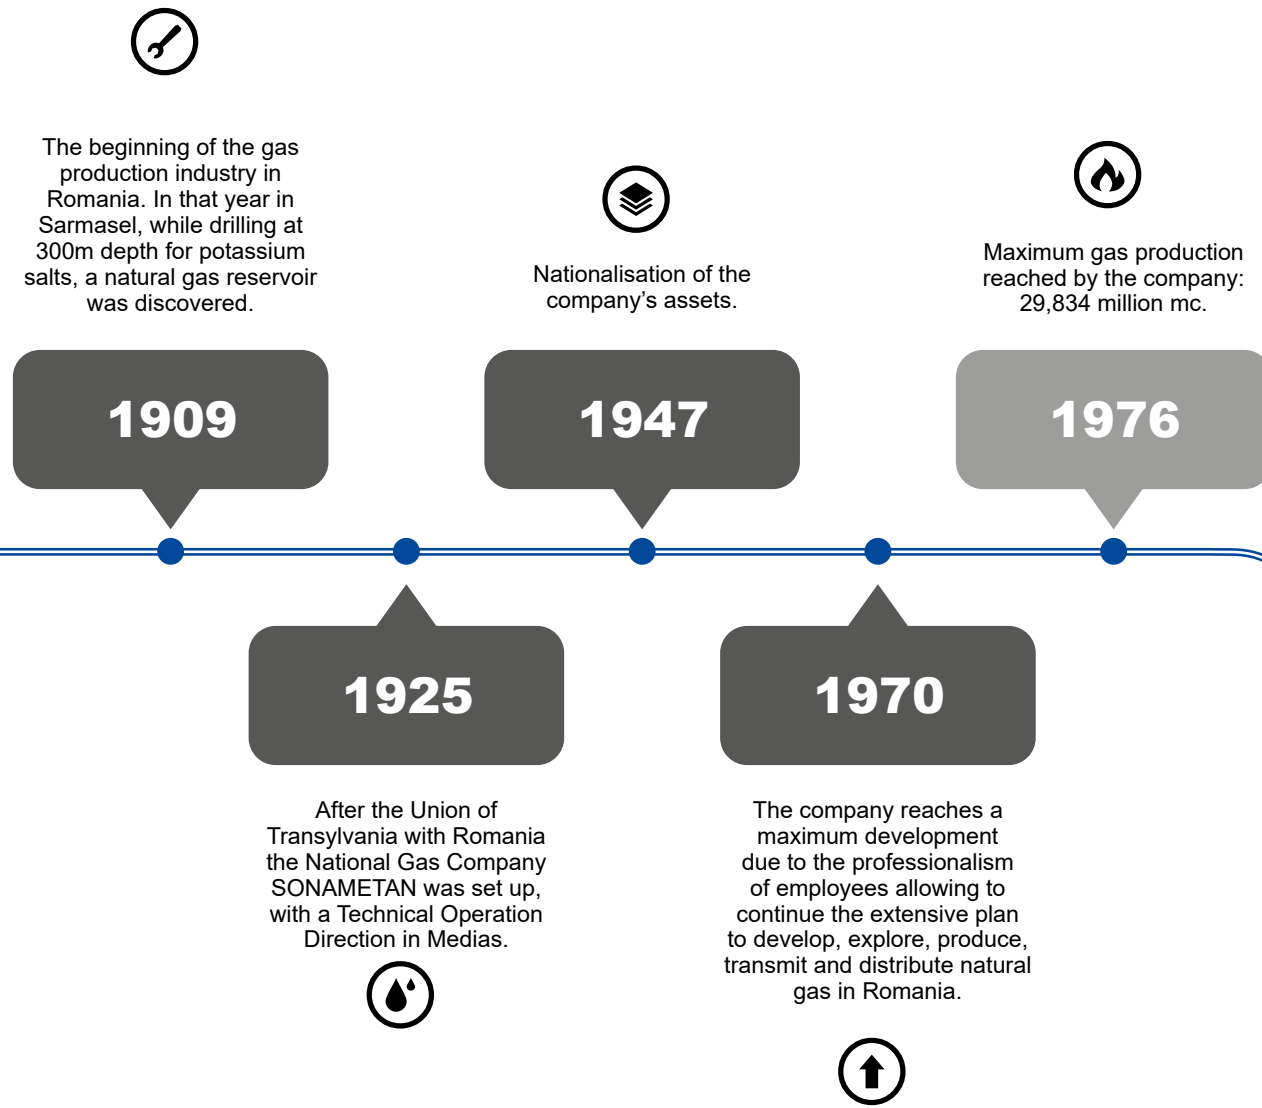 The beginning of the gas
production industry in
Romania. In that year in
Sarmasel, while drilling at
300m depth for potassium
salts, a natural gas reservoir
was discovered.
1909
After the Union of
Transylvania with Romania
the National Gas Company
SONAMETAN was set up,
with a Technical Operation
Direction in Medias.
1925
Nationalisation of the
company’s assets.
1947
1970
The company reaches a
maximum development
due to the professionalism
of employees allowing to
continue the extensive plan
to develop, explore, produce,
transmit and distribute natural
gas in Romania.
Maximum gas production
reached by the company:
29,834 million mc.
1976